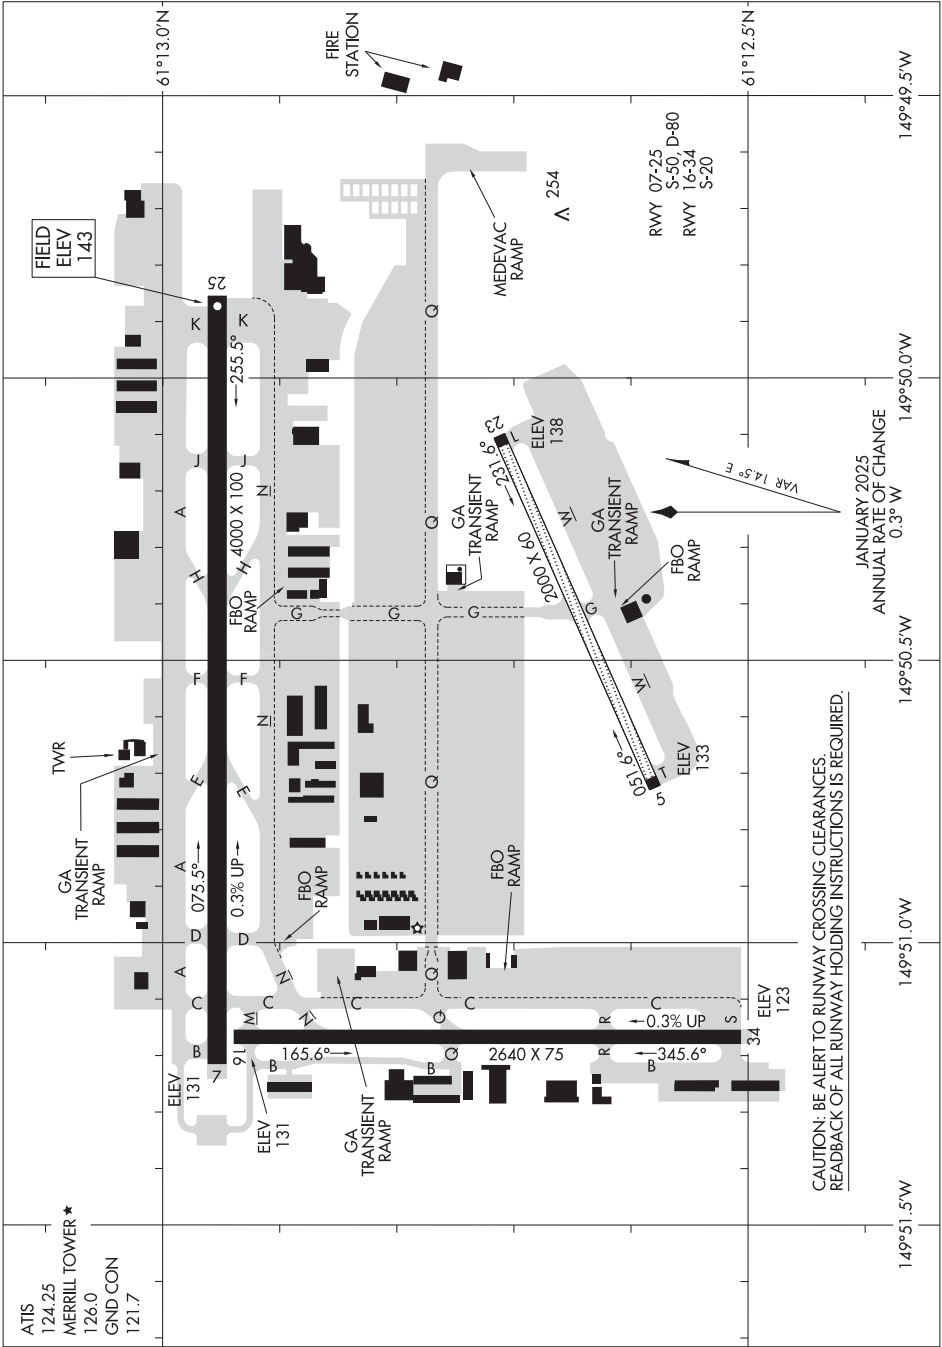 ATIS
124.25
MERRILL TOWER ★
126.0
GND CON
121.7
TWR
GA
TRANSIENT
RAMP
FIELD
ELEV
143
FIRE
STATION
61°13.0'N
61°12.5'N
ELEV
131
7
B
C
A
D
A
075.5°
0.3% UP
E
F
A
H
J
K
25
B
C
D
E
F
H
J
K
4000 X 100
255.5°
16
ELEV
131
M
N
N
N
N
FBO
RAMP
FBO
RAMP
G
G
G
G
165.6°
2640 X 75
345.6°
0.3% UP
34
ELEV
123
B
B
C
C
C
Q
Q
Q
Q
Q
Q
R
R
S
GA
TRANSIENT
RAMP
FBO
RAMP
GA
TRANSIENT
RAMP
MEDEVAC
RAMP
254
RWY 07-25
S-50, D-80
RWY 16-34
S-20
5
T
ELEV
133
051.6°
2000 X 60
231.6°
23
T
ELEV
138
W
W
GA
TRANSIENT
RAMP
FBO
RAMP
VAR 14.5° E
JANUARY 2025
ANNUAL RATE OF CHANGE
0.3° W
CAUTION: BE ALERT TO RUNWAY CROSSING CLEARANCES.
READBACK OF ALL RUNWAY HOLDING INSTRUCTIONS IS REQUIRED.
149°51.5'W
149°51.0'W
149°50.5'W
149°50.0'W
149°49.5'W